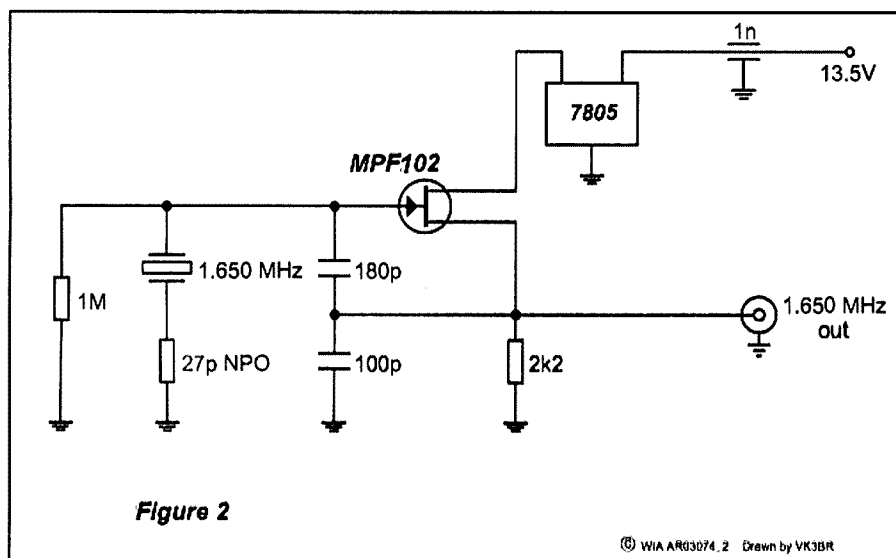 1n
13.5V
7805
MPF102
1M
1.650 MHz
180p
27p NPO
100p
2k2
1.650 MHz
out
Figure 2
© WIA AR03074_2 Drawn by VK3BR